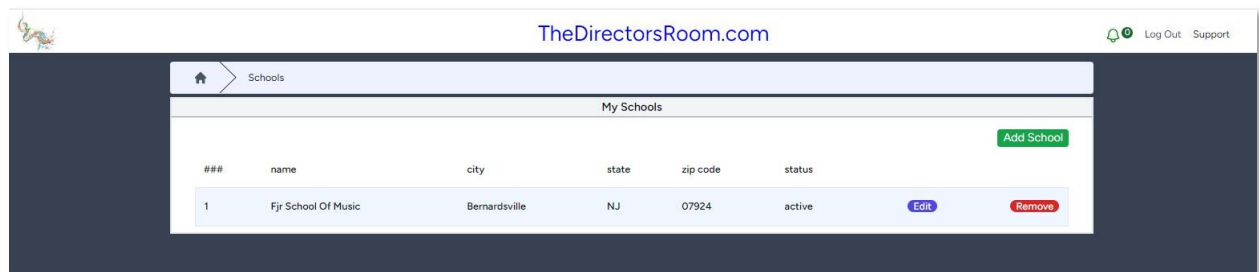 TheDirectorsRoom.com
0 Log Out Support
Schools
My Schools
Add School
### name city state zip code status
1 Fjr School Of Music Bernardsville NJ 07924 active Edit Remove